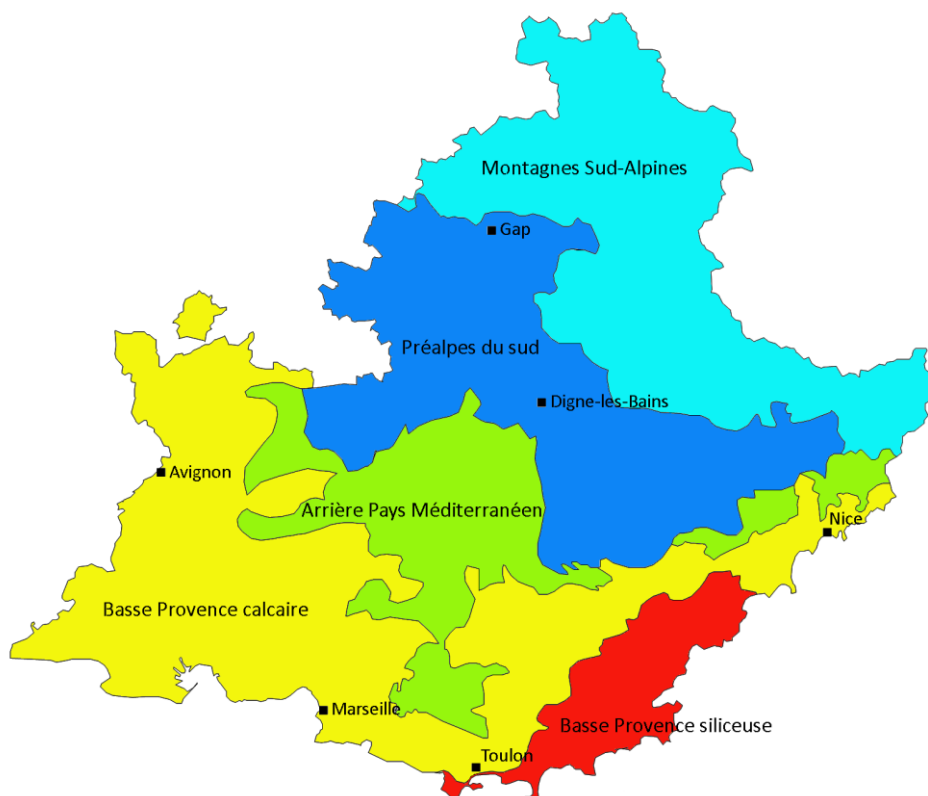 Montagnes Sud-Alpines
Gap
Préalpes du sud
Digne-les-Bains
Avignon
Arrière Pays Méditerranéen
Nice
Basse Provence calcaire
Marseille
Basse Provence siliceuse
Toulon